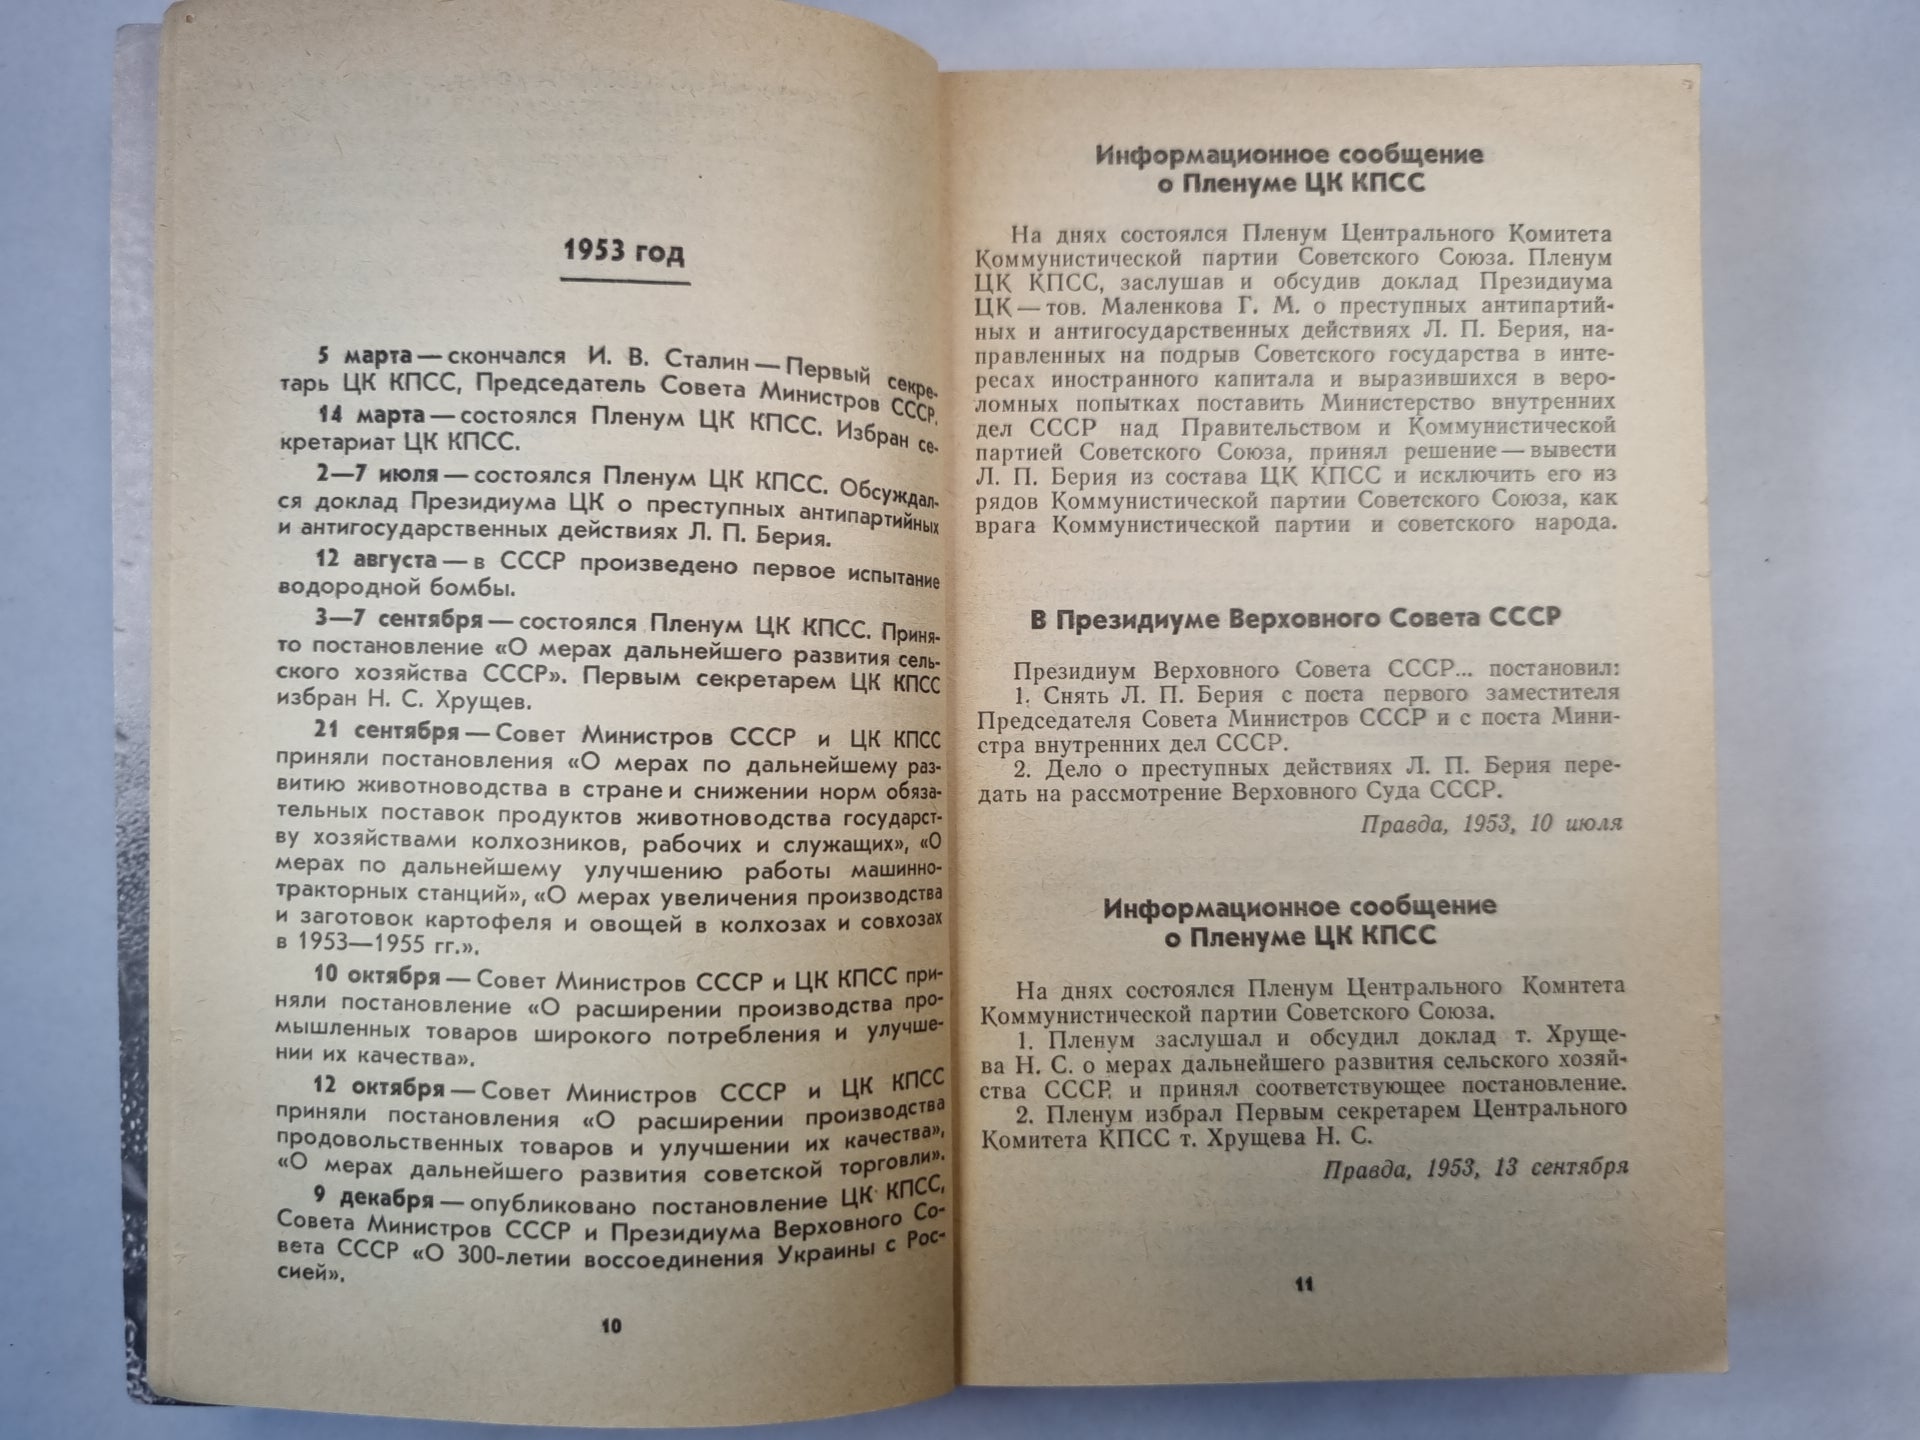 1953 год
5 марта — скончался И. В. Сталин — Первый секре-
тарь ЦК КПСС, Председатель Совета Министров СССР.
14 марта — состоялся Пленум ЦК КПСС. Избран се-
кретариат ЦК КПСС.
2—7 июля — состоялся Пленум ЦК КПСС. Обсуждал-
ся доклад Президиума ЦК о преступных антипартийных
и антигосударственных действиях Л. П. Берия.
12 августа — в СССР произведено первое испытание
водородной бомбы.
3—7 сентября — состоялся Пленум ЦК КПСС. Приня-
то постановление «О мерах дальнейшего развития сель-
ского хозяйства СССР». Первым секретарем ЦК КПСС
избран Н. С. Хрущев.
21 сентября — Совет Министров СССР и ЦК КПСС
приняли постановления «О мерах по дальнейшему раз-
витию животноводства в стране и снижении норм обяза-
тельных поставок продуктов животноводства государст-
ву хозяйствами колхозников, рабочих и служащих», «О
мерах по дальнейшему улучшению работы машинно-
тракторных станций», «О мерах увеличения производства
и заготовок картофеля и овощей в колхозах и совхозах
в 1953—1955 гг.».
10 октября — Совет Министров СССР и ЦК КПСС при-
няли постановление «О расширении производства про-
мышленных товаров широкого потребления и улучше-
нии их качества».
12 октября — Совет Министров СССР и ЦК КПСС
приняли постановления «О расширении производства
продовольственных товаров и улучшении их качества»,
«О мерах дальнейшего развития советской торговли».
9 декабря — опубликовано постановление ЦК КПСС,
Совета Министров СССР и Президиума Верховного Со-
вета СССР «О 300-летии воссоединения Украины с Рос-
сией».
10
Информационное сообщение
о Пленуме ЦК КПСС
На днях состоялся Пленум Центрального Комитета
Коммунистической партии Советского Союза. Пленум
ЦК КПСС, заслушав и обсудив доклад Президиума
ЦК — тов. Маленкова Г. М. о преступных антипартий-
ных и антигосударственных действиях Л. П. Берия, на-
правленных на подрыв Советского государства в инте-
ресах иностранного капитала и выразившихся в веро-
ломных попытках поставить Министерство внутренних
дел СССР над Правительством и Коммунистической
партией Советского Союза, принял решение — вывести
Л. П. Берия из состава ЦК КПСС и исключить его из
рядов Коммунистической партии Советского Союза, как
врага Коммунистической партии и советского народа.
В Президиуме Верховного Совета СССР
Президиум Верховного Совета СССР... постановил:
1. Снять Л. П. Берия с поста первого заместителя
Председателя Совета Министров СССР и с поста Мини-
стра внутренних дел СССР.
2. Дело о преступных действиях Л. П. Берия пере-
дать на рассмотрение Верховного Суда СССР.
Правда, 1953, 10 июля
Информационное сообщение
о Пленуме ЦК КПСС
На днях состоялся Пленум Центрального Комитета
Коммунистической партии Советского Союза.
1. Пленум заслушал и обсудил доклад т. Хруще-
ва Н. С. о мерах дальнейшего развития сельского хозяй-
ства СССР и принял соответствующее постановление.
2. Пленум избрал Первым секретарем Центрального
Комитета КПСС т. Хрущева Н. С.
Правда, 1953, 13 сентября
11